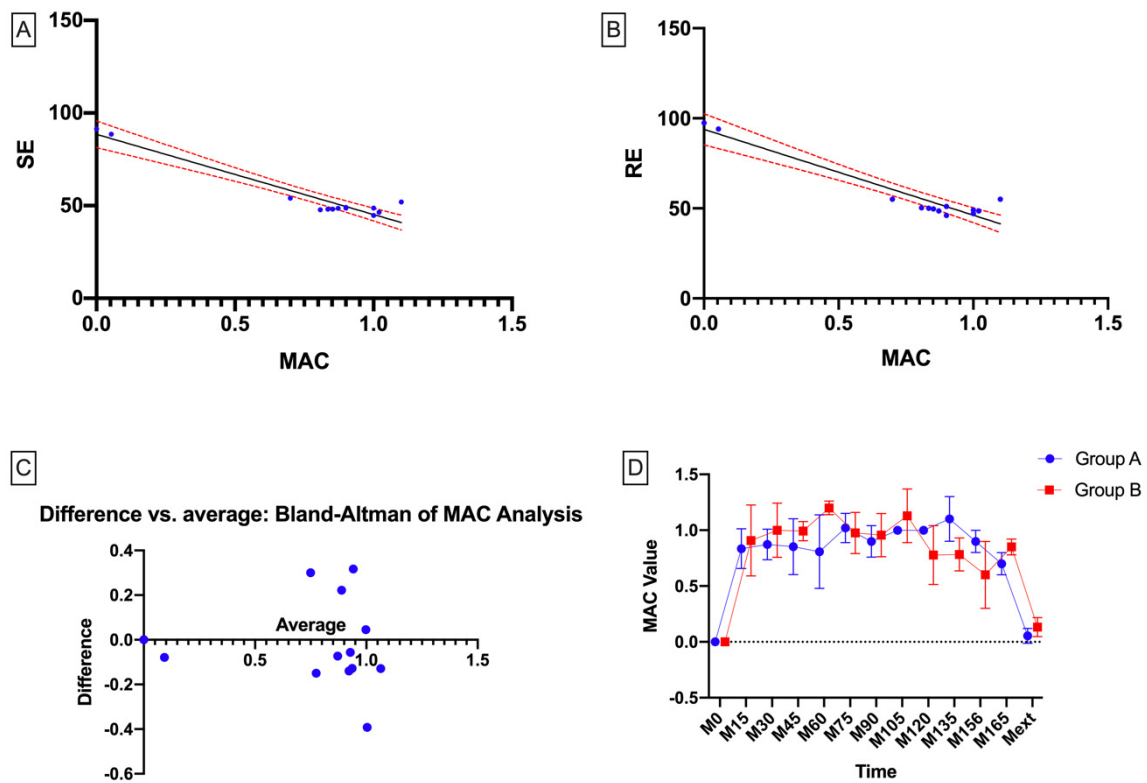 A
150
100
50
0
SE
0.0 0.5 1.0 1.5
MAC
B
150
100
50
0
RE
0.0 0.5 1.0 1.5
MAC
C
Difference vs. average: Bland-Altman of MAC Analysis
0.4
0.2
0.0
-0.2
-0.4
-0.6
Difference
Average
0.5 1.0 1.5
D
Group A
Group B
1.5
1.0
0.5
0.0
-0.5
MAC Value
M0 M15 M30 M45 M60 M75 M90 M105 M120 M135 M156 M165 Mext
Time